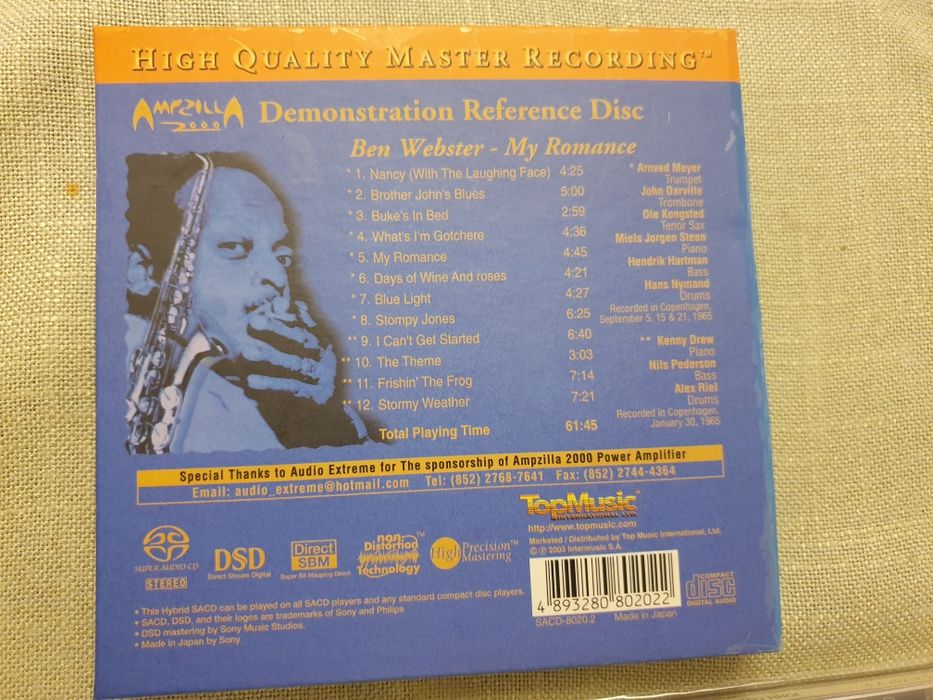 HIGH QUALITY MASTER RECORDING™
AMPZILLA 2000
Demonstration Reference Disc
Ben Webster - My Romance
* 1. Nancy (With The Laughing Face) 4:25
* 2. Brother John's Blues 5:00
* 3. Buke's In Bed 2:59
* 4. What's I'm Gotchere 4:36
* 5. My Romance 4:45
* 6. Days of Wine And roses 4:21
* 7. Blue Light 4:27
* 8. Stompy Jones 6:25
** 9. I Can't Get Started 6:40
** 10. The Theme 3:03
** 11. Frishin' The Frog 7:14
** 12. Stormy Weather 7:21
Total Playing Time 61:45
* Arnved Meyer
Trumpet
John Darville
Trombone
Ole Kongsted
Tenor Sax
Miels Jorgen Steen
Piano
Hendrik Hartman
Bass
Hans Nymand
Drums
Recorded in Copenhagen,
September 5, 15 & 21, 1965
** Kenny Drew
Piano
Nils Pederson
Bass
Alex Riel
Drums
Recorded in Copenhagen,
January 30, 1965
Special Thanks to Audio Extreme for The sponsorship of Ampzilla 2000 Power Amplifier
Email: audio_extreme@hotmail.com Tel: (852) 2768-7641 Fax: (852) 2744-4364
TopMusic
INTERNATIONAL LTD.
http://www.topmusic.com
Marketed / Distributed by Top Music International, Ltd.
©℗ 2003 Intermusic S.A.
SUPER AUDIO CD
STEREO
DSD
Direct Stream Digital
Direct
SBM
Super Bit Mapping Direct
non-
Distortion™
Technology
High Precision™
Mastering
4 893280 802022
SACD-8020.2 Made in Japan
COMPACT
disc
DIGITAL AUDIO
• This Hybrid SACD can be played on all SACD players and any standard compact disc players.
• SACD, DSD, and their logos are trademarks of Sony and Philips
• DSD mastering by Sony Music Studios.
• Made in Japan by Sony